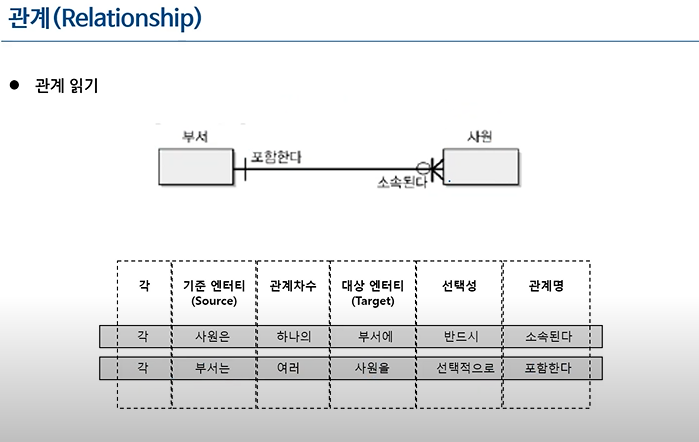 관계(Relationship)
● 관계 읽기
부서
사원
포함한다
소속된다
각 기준 엔터티 관계차수 대상 엔터티 선택성 관계명
(Source) (Target)
각 사원은 하나의 부서에 반드시 소속된다
각 부서는 여러 사원을 선택적으로 포함한다